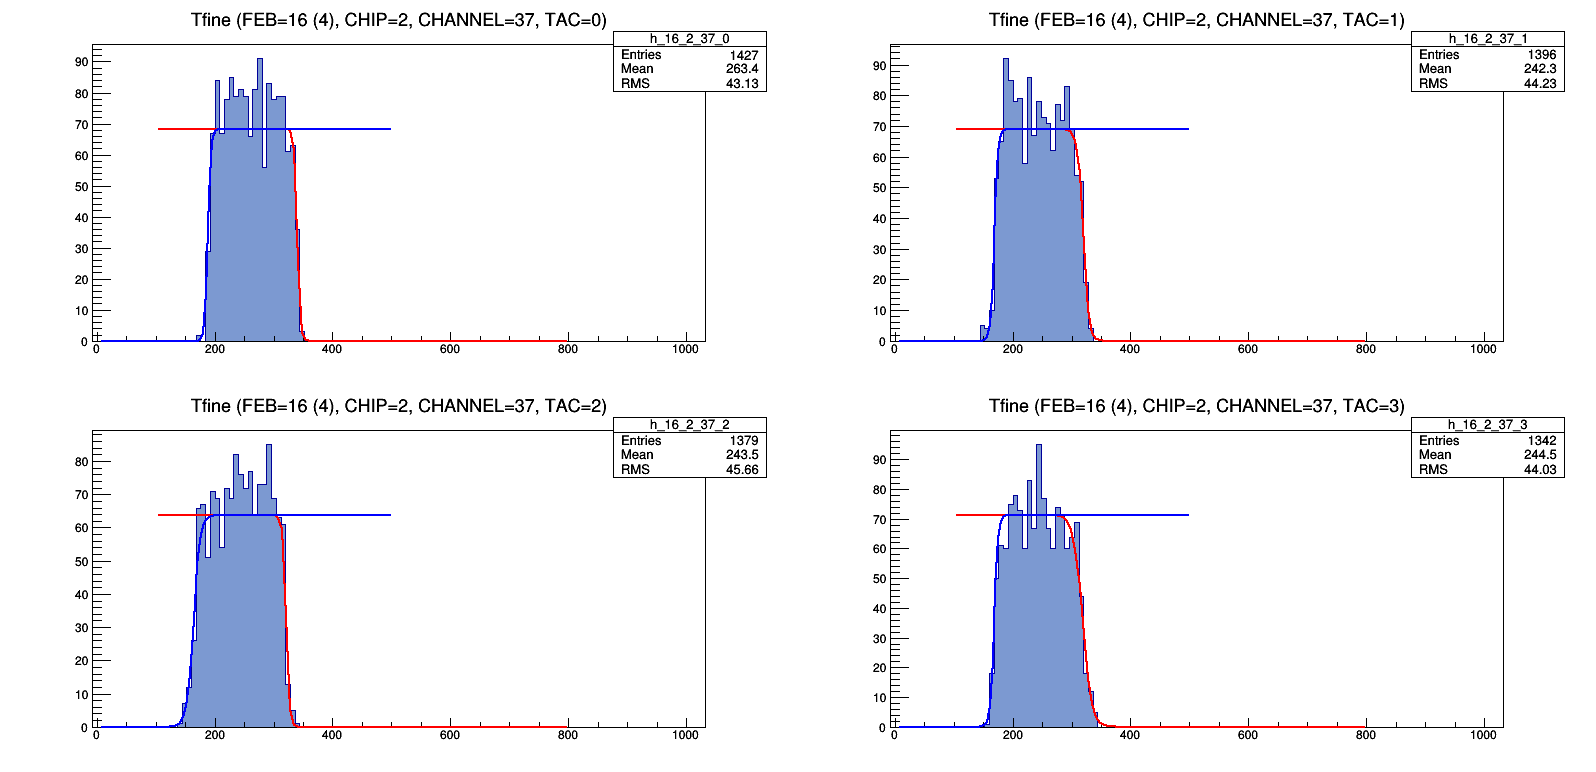 Tfine (FEB=16 (4), CHIP=2, CHANNEL=37, TAC=0)
h_16_2_37_0
Entries 1427
Mean 263.4
RMS 43.13
90
80
70
60
50
40
30
20
10
0
0 200 400 600 800 1000
Tfine (FEB=16 (4), CHIP=2, CHANNEL=37, TAC=1)
h_16_2_37_1
Entries 1396
Mean 242.3
RMS 44.23
90
80
70
60
50
40
30
20
10
0
0 200 400 600 800 1000
Tfine (FEB=16 (4), CHIP=2, CHANNEL=37, TAC=2)
h_16_2_37_2
Entries 1379
Mean 243.5
RMS 45.66
80
70
60
50
40
30
20
10
0
0 200 400 600 800 1000
Tfine (FEB=16 (4), CHIP=2, CHANNEL=37, TAC=3)
h_16_2_37_3
Entries 1342
Mean 244.5
RMS 44.03
90
80
70
60
50
40
30
20
10
0
0 200 400 600 800 1000